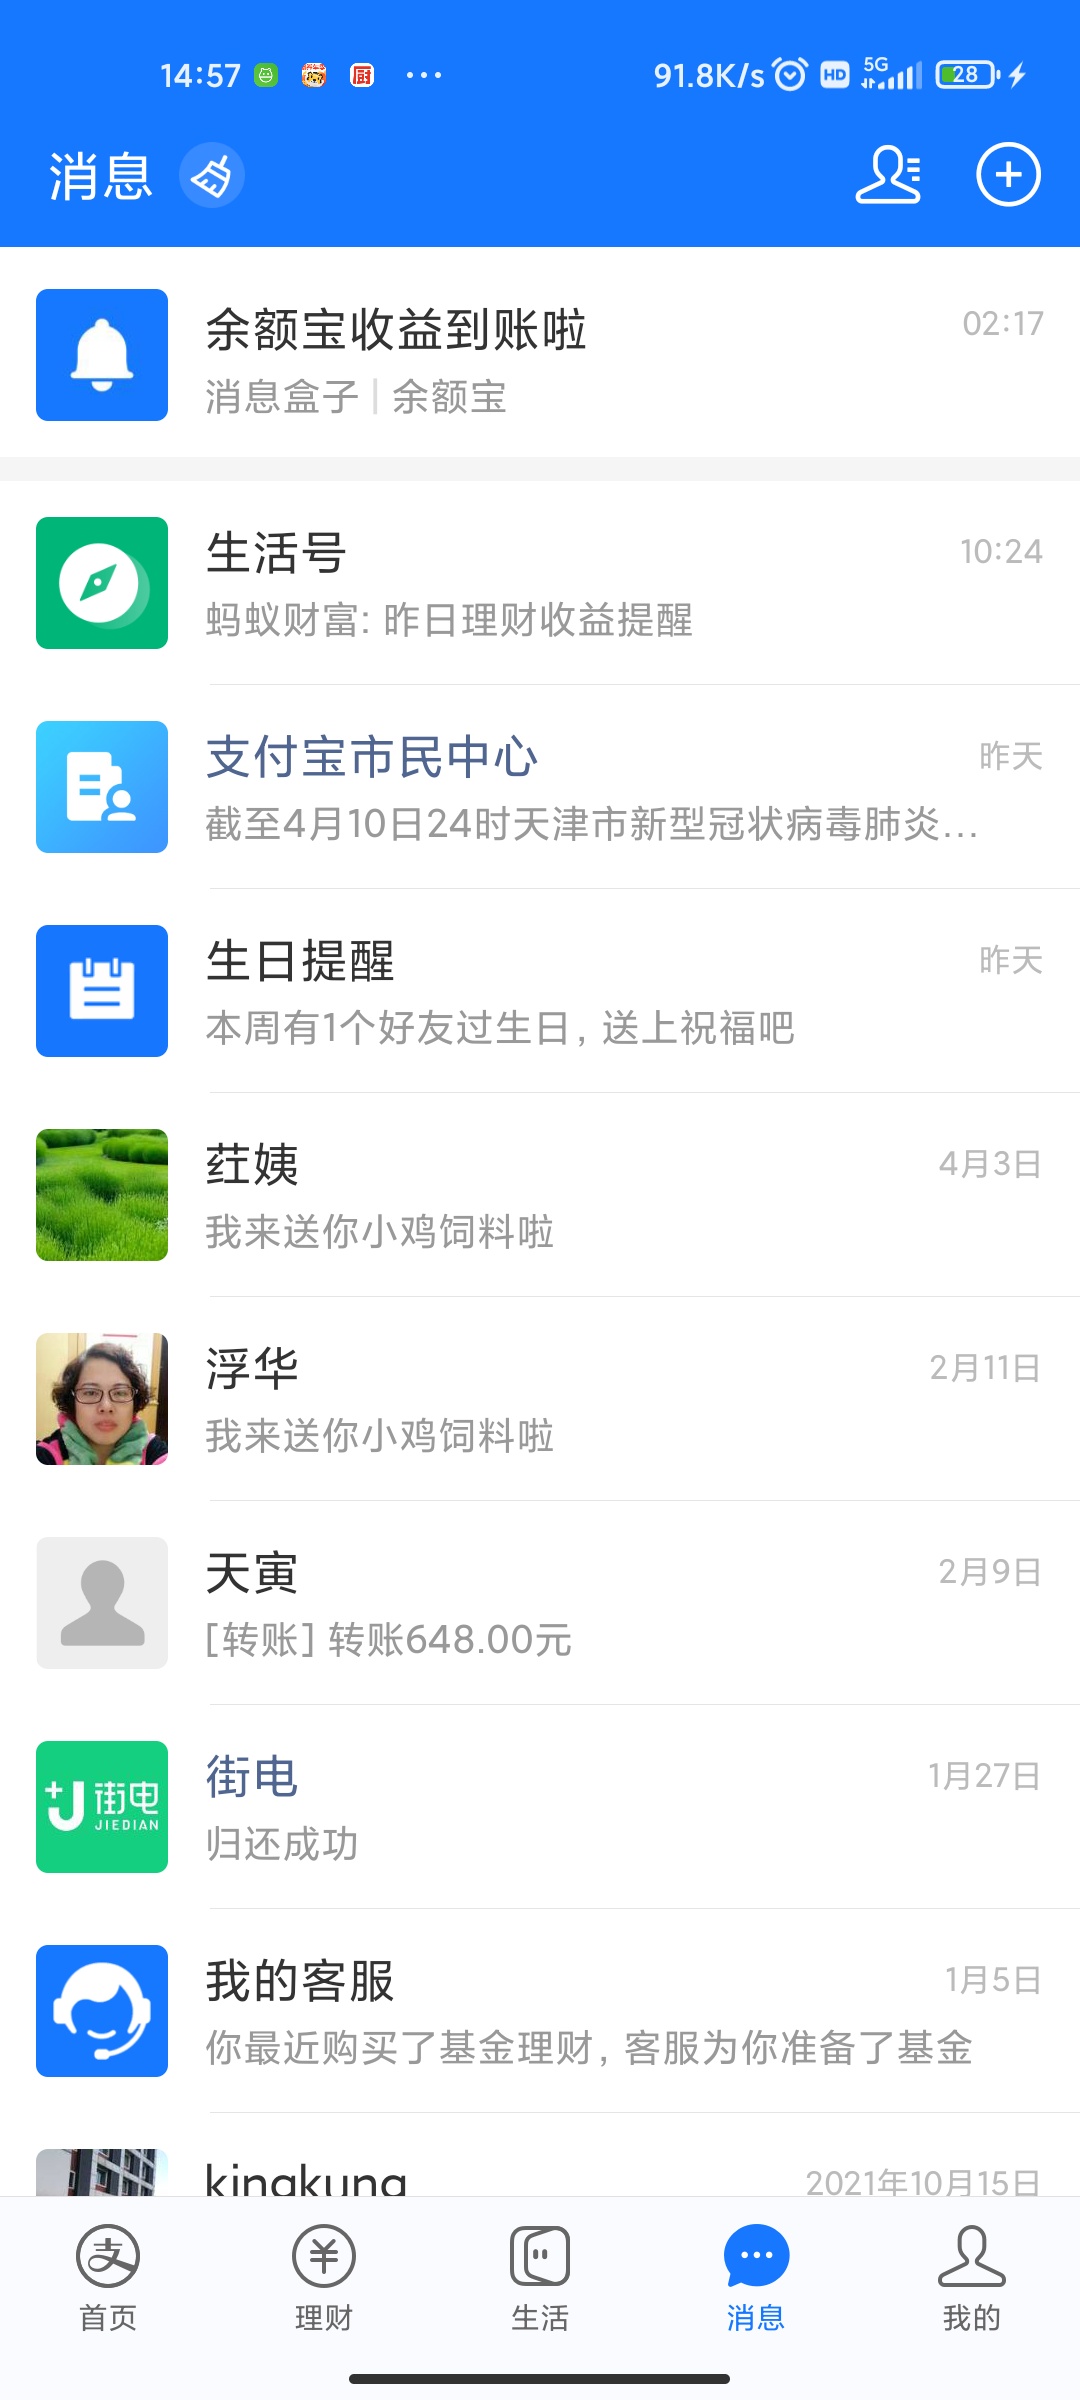 14:57 ... 91.8K/s HD 5G 28
消息
余额宝收益到账啦 02:17
消息盒子 | 余额宝
生活号 10:24
蚂蚁财富: 昨日理财收益提醒
支付宝市民中心 昨天
截至4月10日24时天津市新型冠状病毒肺炎...
生日提醒 昨天
本周有1个好友过生日, 送上祝福吧
荭姨 4月3日
我来送你小鸡饲料啦
浮华 2月11日
我来送你小鸡饲料啦
天寅 2月9日
[转账] 转账648.00元
街电 JIEDIAN
街电 1月27日
归还成功
我的客服 1月5日
你最近购买了基金理财, 客服为你准备了基金
kingkung 2021年10月15日
首页 理财 生活 消息 我的